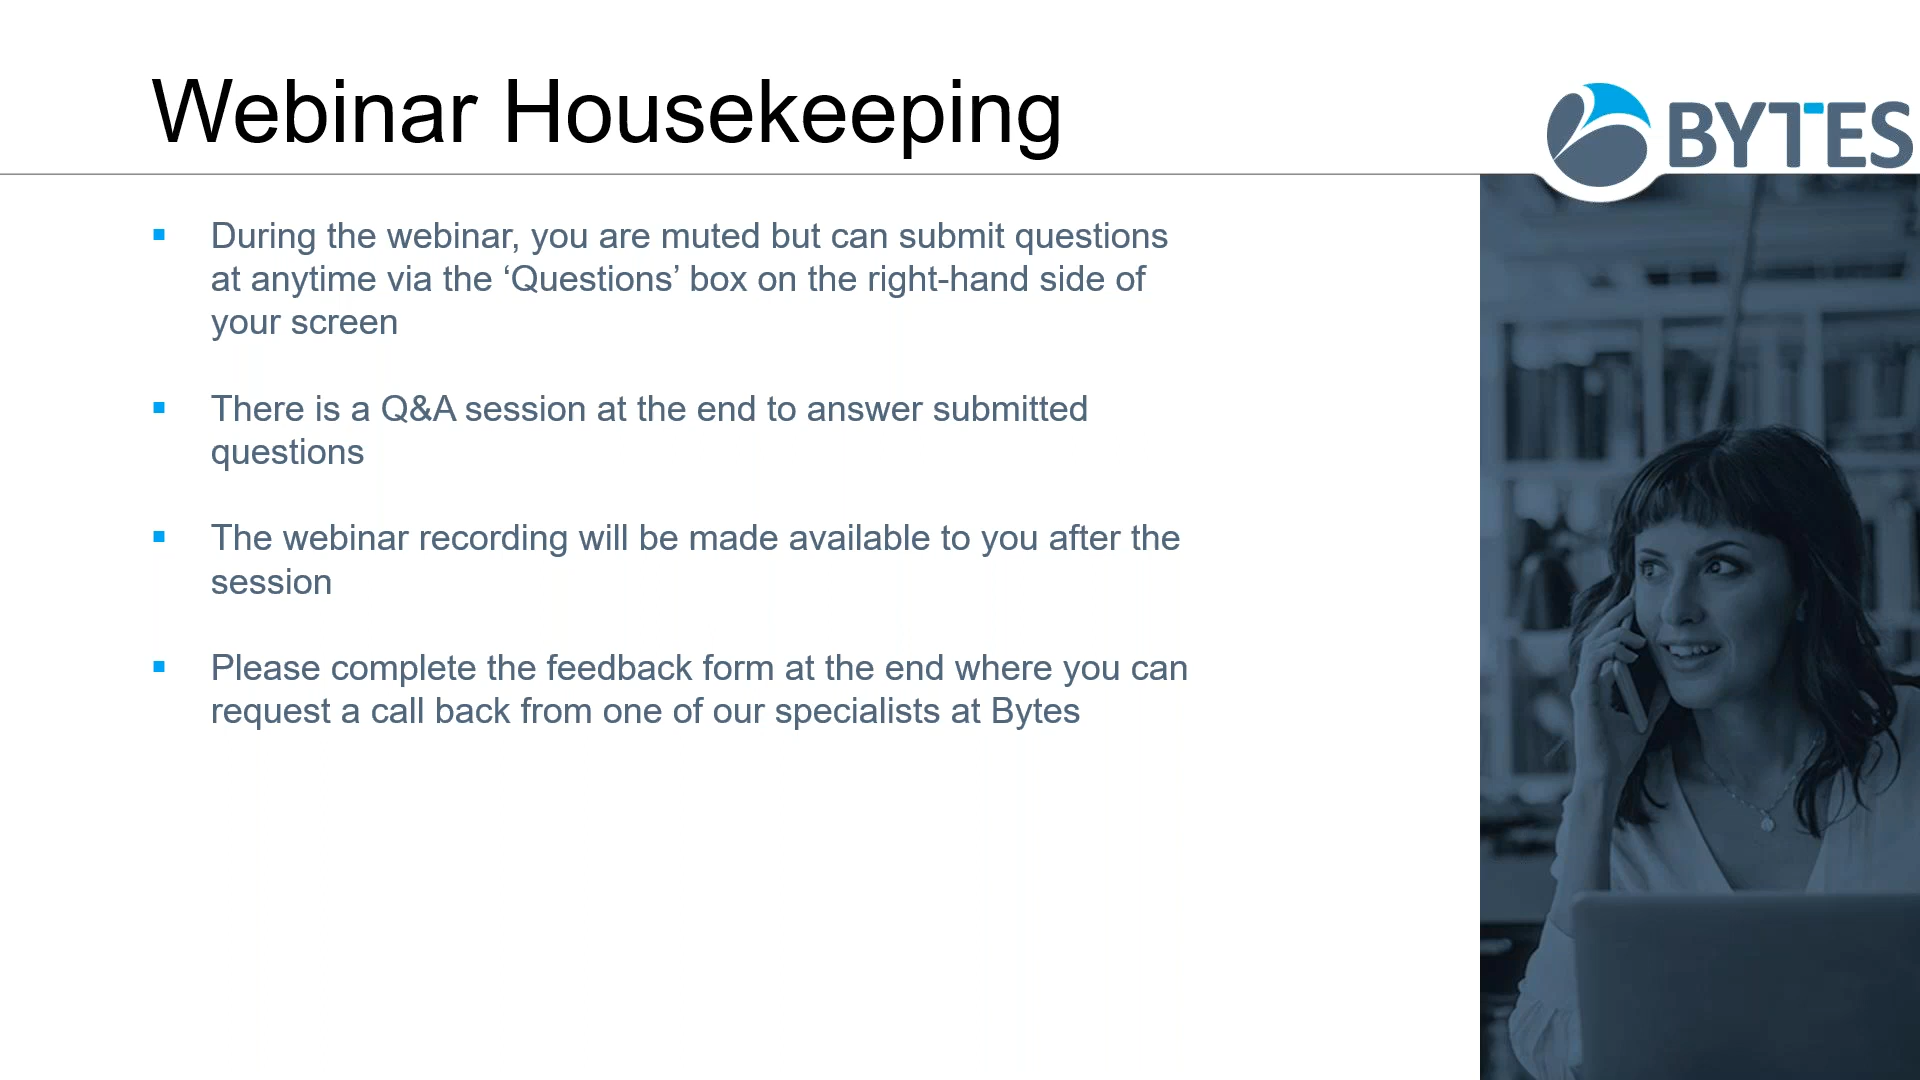 Webinar Housekeeping
BYTES
▪ During the webinar, you are muted but can submit questions
at anytime via the ‘Questions’ box on the right-hand side of
your screen
▪ There is a Q&A session at the end to answer submitted
questions
▪ The webinar recording will be made available to you after the
session
▪ Please complete the feedback form at the end where you can
request a call back from one of our specialists at Bytes